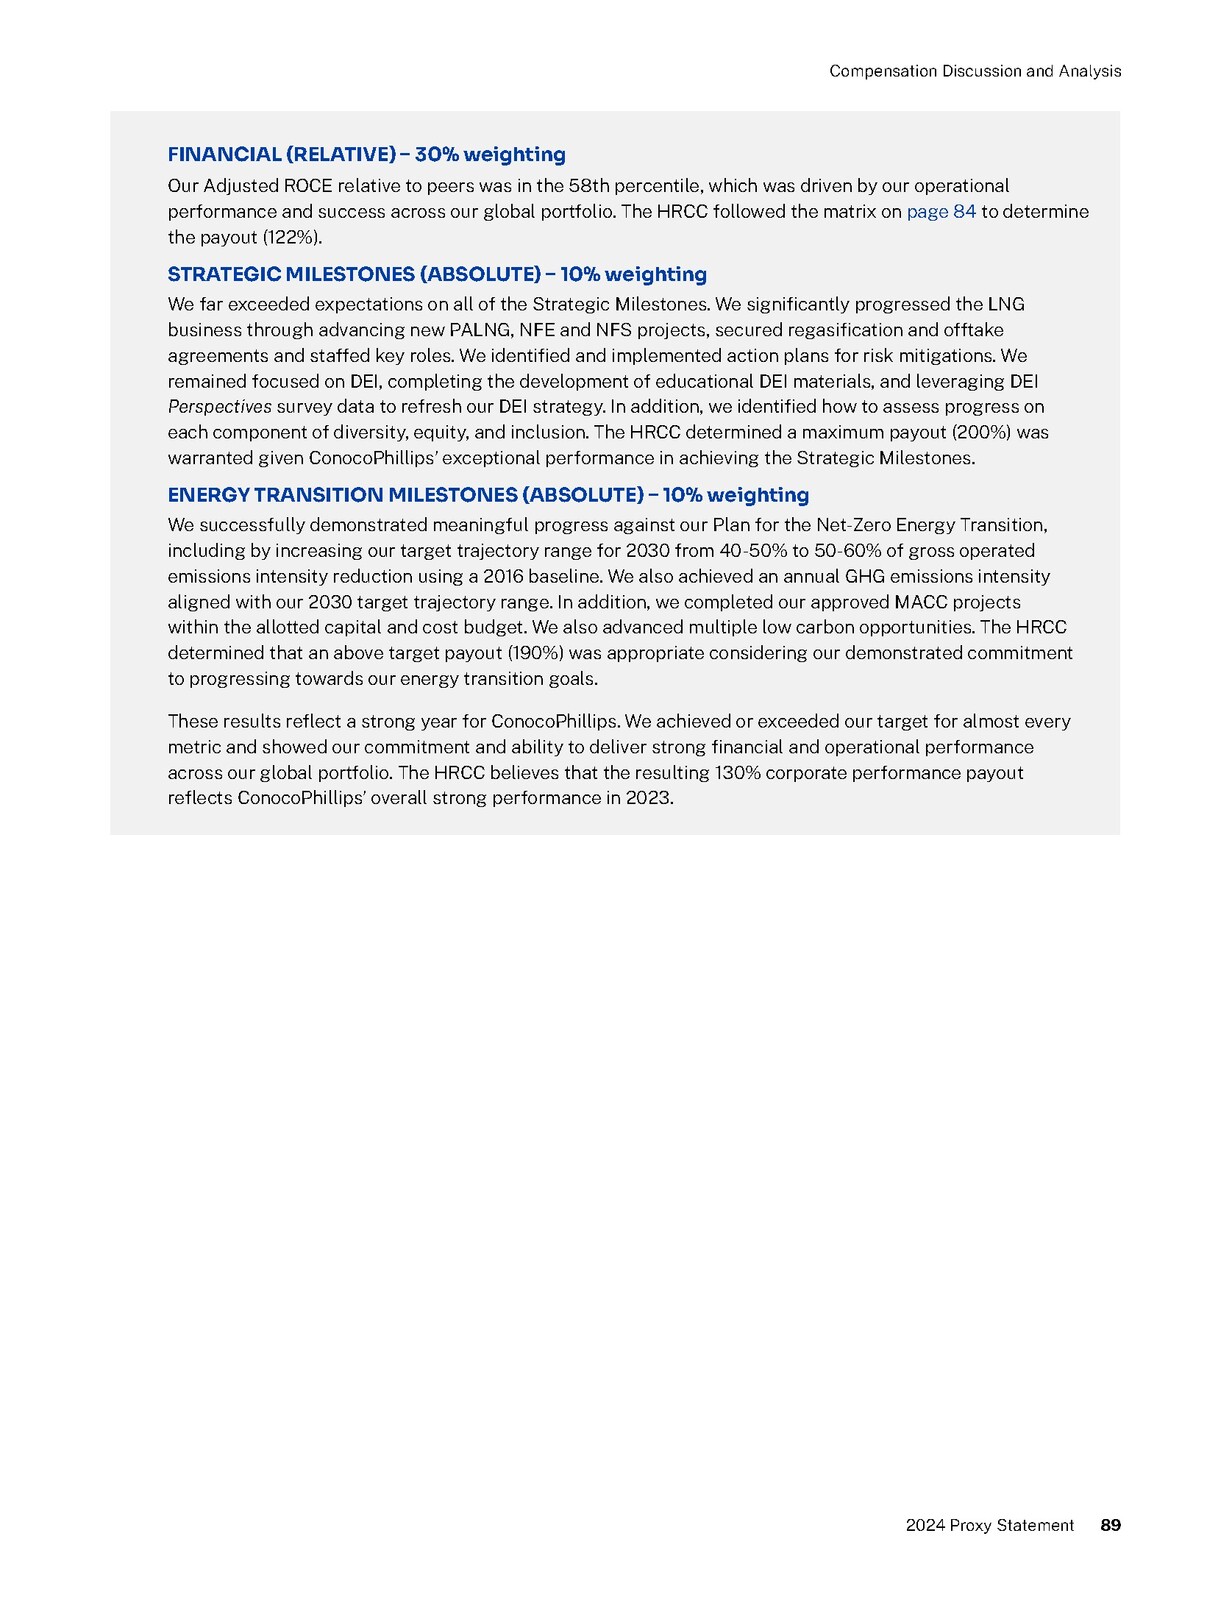 Compensation Discussion and Analysis
FINANCIAL (RELATIVE) – 30% weighting
Our Adjusted ROCE relative to peers was in the 58th percentile, which was driven by our operational
performance and success across our global portfolio. The HRCC followed the matrix on page 84 to determine
the payout (122%).
STRATEGIC MILESTONES (ABSOLUTE) – 10% weighting
We far exceeded expectations on all of the Strategic Milestones. We significantly progressed the LNG
business through advancing new PALNG, NFE and NFS projects, secured regasification and offtake
agreements and staffed key roles. We identified and implemented action plans for risk mitigations. We
remained focused on DEI, completing the development of educational DEI materials, and leveraging DEI
Perspectives survey data to refresh our DEI strategy. In addition, we identified how to assess progress on
each component of diversity, equity, and inclusion. The HRCC determined a maximum payout (200%) was
warranted given ConocoPhillips’ exceptional performance in achieving the Strategic Milestones.
ENERGY TRANSITION MILESTONES (ABSOLUTE) – 10% weighting
We successfully demonstrated meaningful progress against our Plan for the Net-Zero Energy Transition,
including by increasing our target trajectory range for 2030 from 40-50% to 50-60% of gross operated
emissions intensity reduction using a 2016 baseline. We also achieved an annual GHG emissions intensity
aligned with our 2030 target trajectory range. In addition, we completed our approved MACC projects
within the allotted capital and cost budget. We also advanced multiple low carbon opportunities. The HRCC
determined that an above target payout (190%) was appropriate considering our demonstrated commitment
to progressing towards our energy transition goals.
These results reflect a strong year for ConocoPhillips. We achieved or exceeded our target for almost every
metric and showed our commitment and ability to deliver strong financial and operational performance
across our global portfolio. The HRCC believes that the resulting 130% corporate performance payout
reflects ConocoPhillips’ overall strong performance in 2023.
2024 Proxy Statement 89